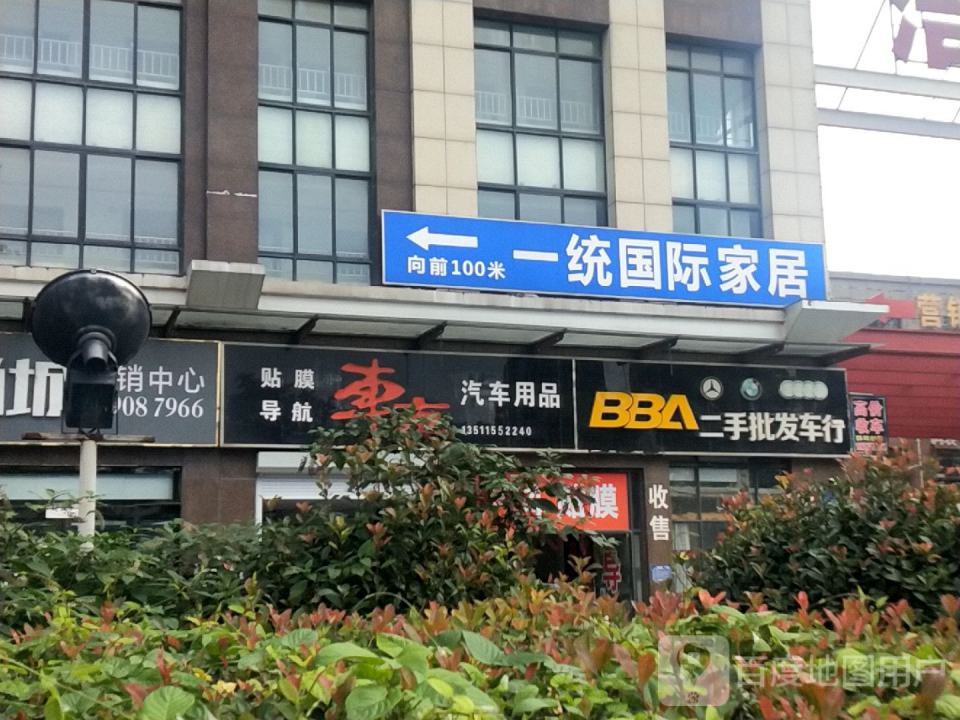 向前100米
一统国际家居
营销
销中心
908 7966
贴膜
导航
汽车用品
13511552240
BBA
二手批发车行
高价
收车
贴膜
收售
百度地图用户